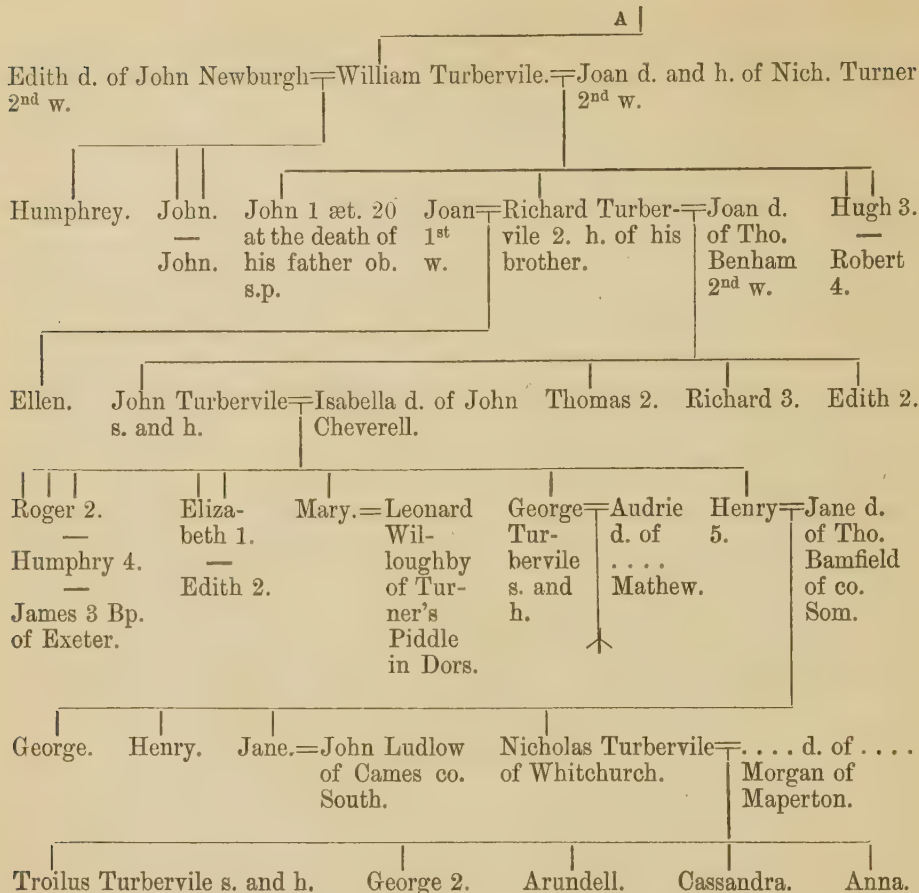 A
Edith d. of John Newburgh=William Turbervile.=Joan d. and h. of Nich. Turner
2nd w. 2nd w.
Humphrey. John. John 1 æt. 20 Joan=Richard Turber-=Joan d. Hugh 3.
— at the death of 1st vile 2. h. of his of Tho. —
John. his father ob. w. brother. Benham Robert
s.p. 2nd w. 4.
Ellen. John Turbervile=Isabella d. of John Thomas 2. Richard 3. Edith 2.
s. and h. Cheverell.
Roger 2. Eliza- Mary.=Leonard George=Audrie Henry=Jane d.
— beth 1. Wil- Tur- d. of 5. of Tho.
Humphry 4. — loughby bervile .... Bamfield
— Edith 2. of Tur- s. and Mathew. of co.
James 3 Bp. ner's h. Som.
of Exeter. Piddle
in Dors.
George. Henry. Jane.=John Ludlow Nicholas Turbervile=.... d. of ....
of Cames co. of Whitchurch. Morgan of
South. Maperton.
Troilus Turbervile s. and h. George 2. Arundell. Cassandra. Anna.